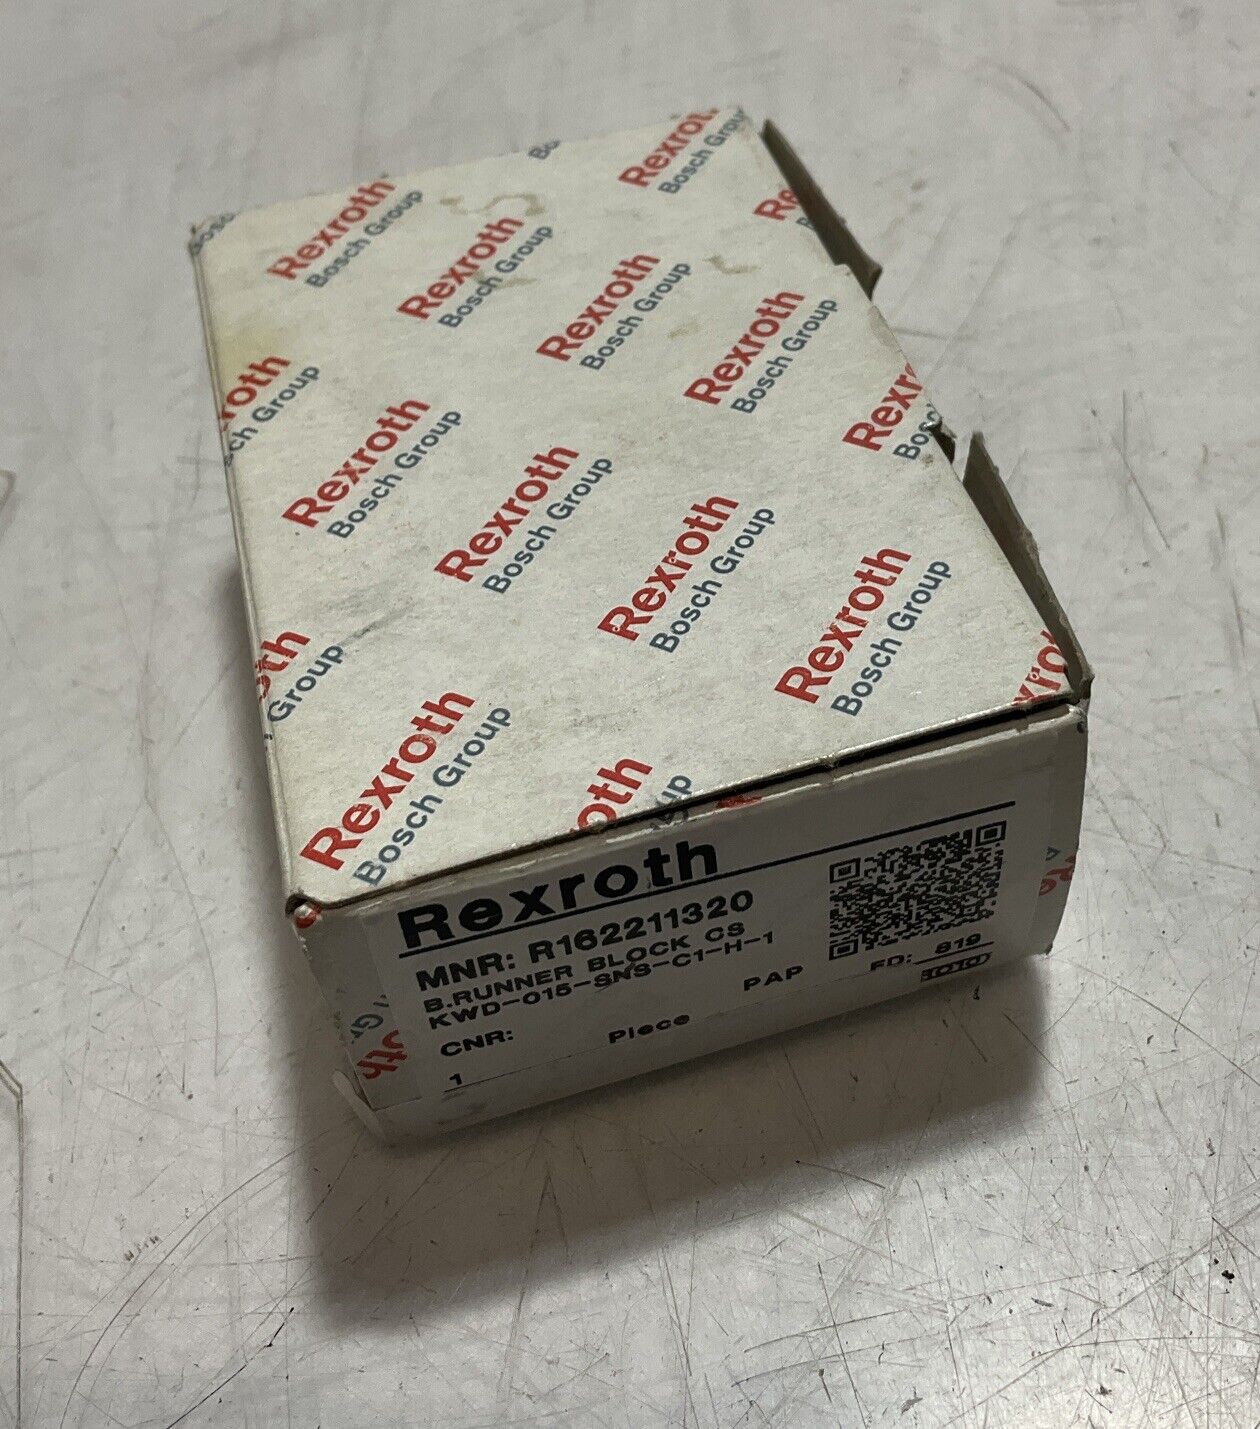 Rexroth
Bosch Group
Rexroth
Bosch Group
Rexroth
Bosch Group
Rexroth
Bosch Group
Rexroth
Bosch Group
Rexroth
Bosch Group
Rexroth
Bosch Group
Rexroth
Bosch Group
Rexroth
Bosch Group
Rexroth
Bosch Group
Rexroth
MNR: R162211320
B.RUNNER BLOCK CS
KWD-015-SNS-C1-H-1
CNR: Piece PAP FD: 819
1 1010